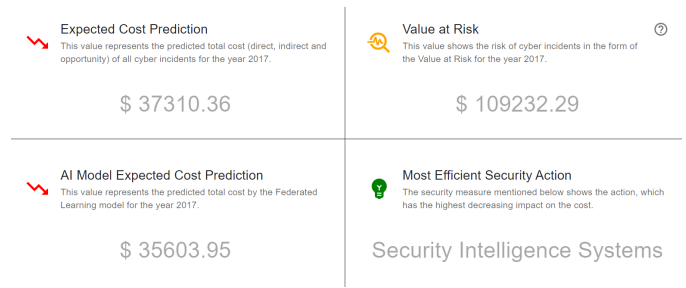 Expected Cost Prediction
This value represents the predicted total cost (direct, indirect and
opportunity) of all cyber incidents for the year 2017.
$ 37310.36
Value at Risk
This value shows the risk of cyber incidents in the form of
the Value at Risk for the year 2017.
$ 109232.29
AI Model Expected Cost Prediction
This value represents the predicted total cost by the Federated
Learning model for the year 2017.
$ 35603.95
Most Efficient Security Action
The security measure mentioned below shows the action, which
has the highest decreasing impact on the cost.
Security Intelligence Systems